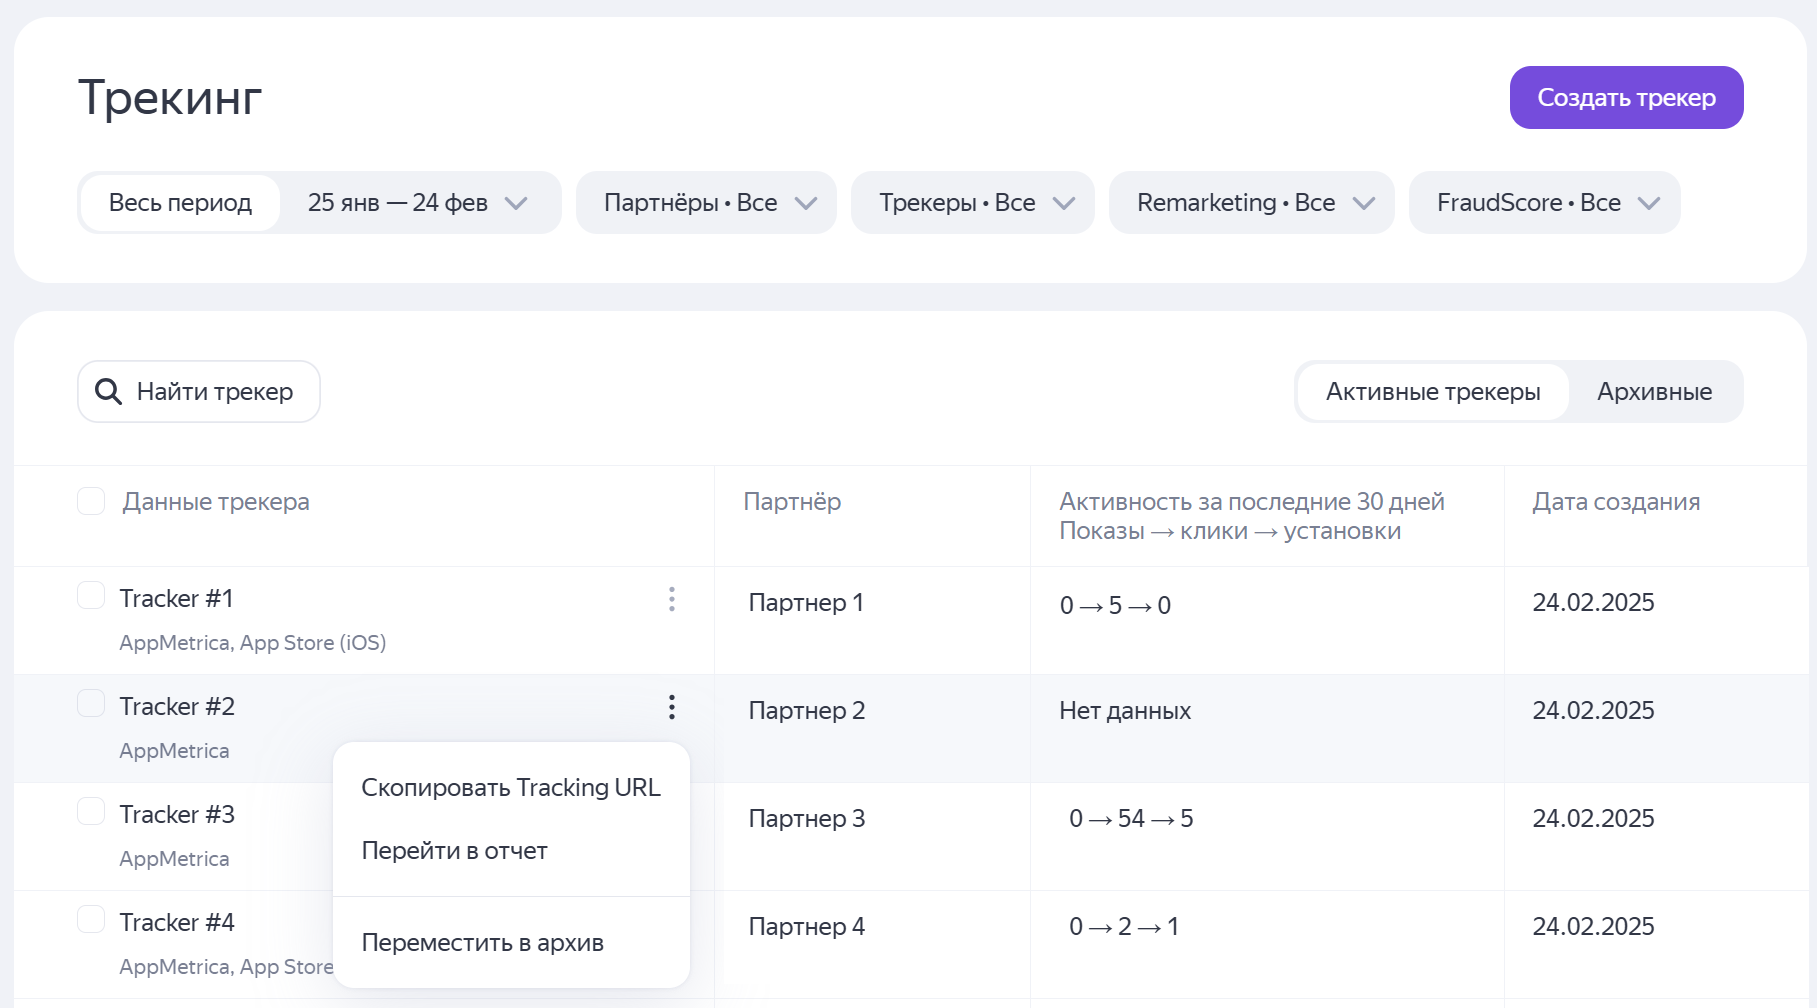 Трекинг
Создать трекер
Весь период
25 янв — 24 фев
Партнёры • Все
Трекеры • Все
Remarketing • Все
FraudScore • Все
Найти трекер
Активные трекеры
Архивные
Данные трекера
Партнёр
Активность за последние 30 дней
Показы → клики → установки
Дата создания
Tracker #1
AppMetrica, App Store (iOS)
Партнер 1
0 → 5 → 0
24.02.2025
Tracker #2
AppMetrica
Партнер 2
Нет данных
24.02.2025
Скопировать Tracking URL
Перейти в отчет
Переместить в архив
Tracker #3
AppMetrica
Партнер 3
0 → 54 → 5
24.02.2025
Tracker #4
AppMetrica, App Store
Партнер 4
0 → 2 → 1
24.02.2025